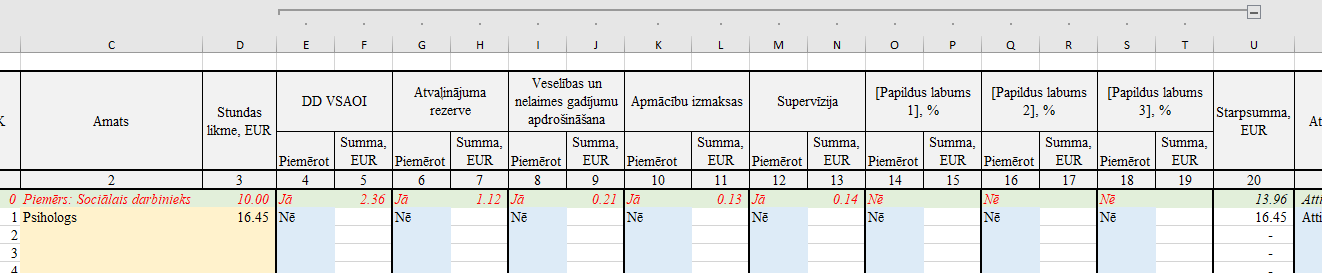 C D E F G H I J K L M N O P Q R S T U
K Amats Stundas likme, EUR DD VSAOI Atvaļinājuma rezerve Veselības un nelaimes gadījumu apdrošināšana Apmācību izmaksas Supervīzija [Papildus labums 1], % [Papildus labums 2], % [Papildus labums 3], % Starpsumma, EUR
Piemērot Summa, EUR Piemērot Summa, EUR Piemērot Summa, EUR Piemērot Summa, EUR Piemērot Summa, EUR Piemērot Summa, EUR Piemērot Summa, EUR Piemērot Summa, EUR
2 3 4 5 6 7 8 9 10 11 12 13 14 15 16 17 18 19 20
0 Piemērs: Sociālais darbinieks 10.00 Jā 2.36 Jā 1.12 Jā 0.21 Jā 0.13 Jā 0.14 Nē Nē Nē 13.96 Atti
1 Psihologs 16.45 Nē Nē Nē Nē Nē Nē Nē Nē 16.45 Atti
2 -
3 -
4 -